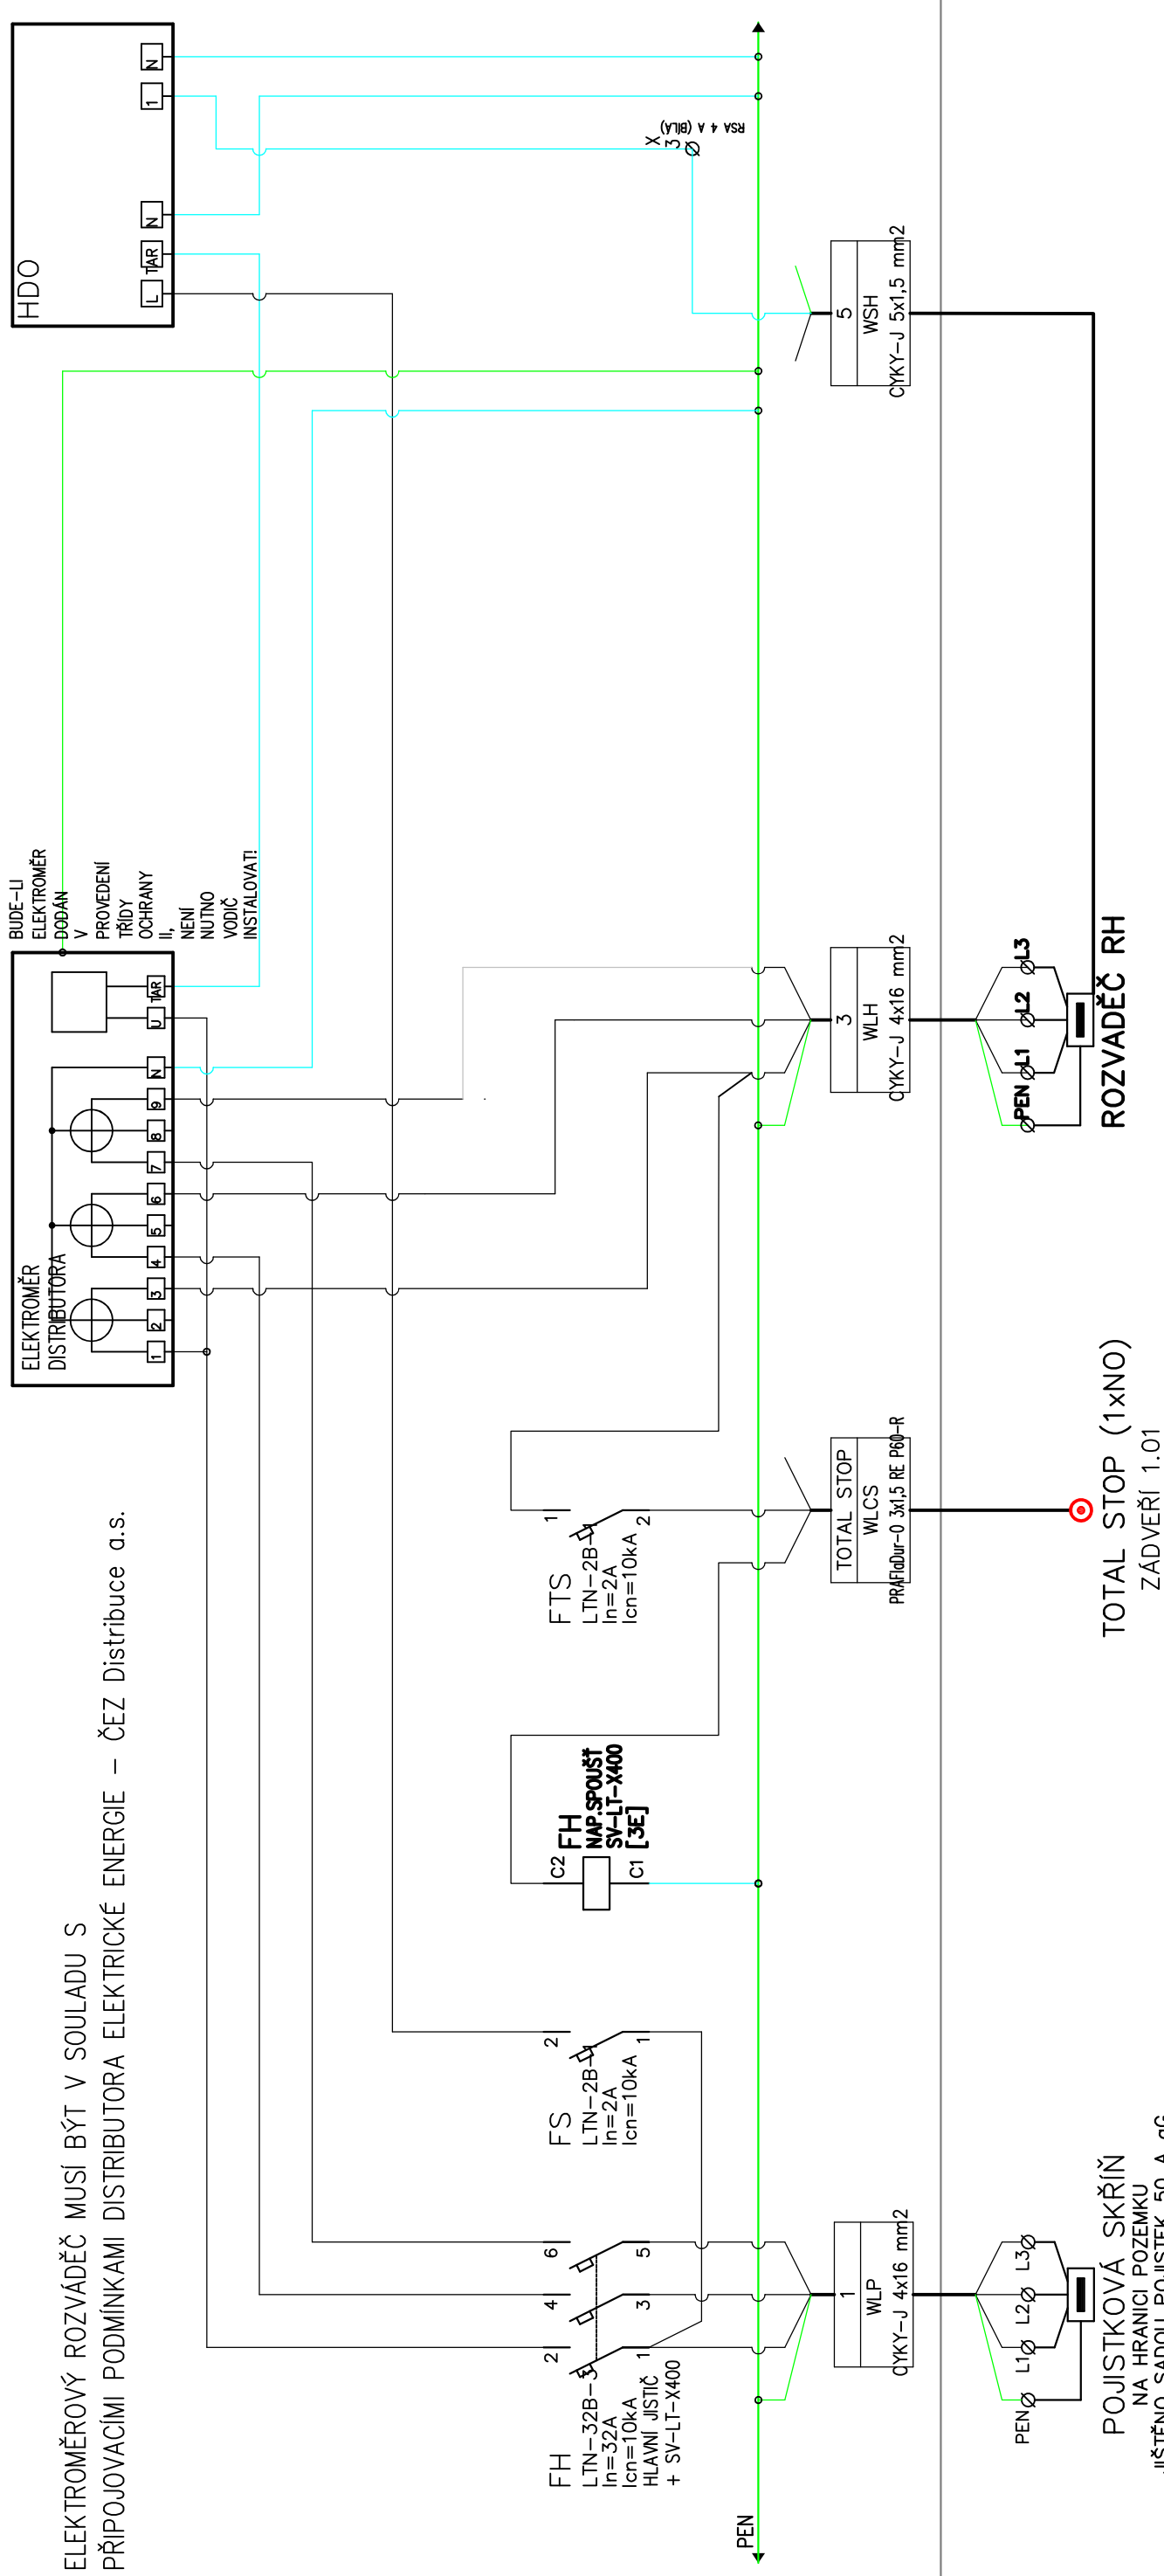 ELEKTROMĚROVÝ ROZVÁDĚČ MUSÍ BÝT V SOULADU S
PŘIPOJOVACÍMI PODMÍNKAMI DISTRIBUTORA ELEKTRICKÉ ENERGIE – ČEZ Distribuce a.s.
ELEKTROMĚR
DISTRIBUTORA
1
2
3
4
5
6
7
8
9
N
U
TAR
BUDE-LI
ELEKTROMĚR
DODÁN
V
PROVEDENÍ
TŘÍDY
OCHRANY
II,
NENÍ
NUTNO
VODIČ
INSTALOVAT!
HDO
L
TAR
N
1
N
FH
LTN-32B-3
In=32A
Icn=10kA
HLAVNÍ JISTIČ
+ SV-LT-X400
2
4
6
1
3
5
FS
LTN-2B-1
In=2A
Icn=10kA
2
1
C2
C1
FH
NAP.SPOUŠŤ
SV-LT-X400
[3E]
FTS
LTN-2B-1
In=2A
Icn=10kA
1
2
X
3
RSA 4 A (BÍLÁ)
PEN
1
WLP
CYKY-J 4x16 mm2
TOTAL STOP
WLCS
PRAFlaDur-O 3x1,5 RE P60-R
3
WLH
CYKY-J 4x16 mm2
5
WSH
CYKY-J 5x1,5 mm2
PEN
L1
L2
L3
POJISTKOVÁ SKŘÍŇ
NA HRANICI POZEMKU
JIŠTĚNO SADOU POJISTEK 50 A gG
TOTAL STOP (1xNO)
ZÁDVEŘÍ 1.01
PEN
L1
L2
L3
ROZVADĚČ RH